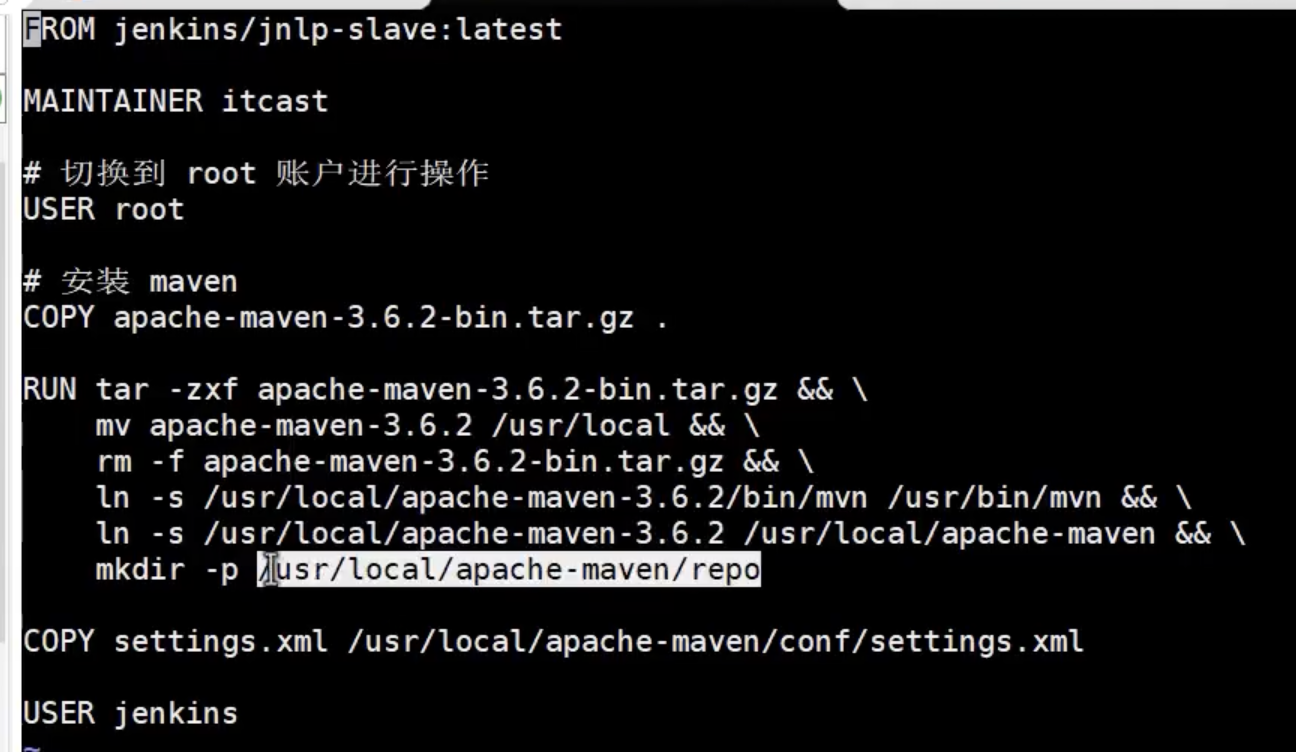 FROM jenkins/jnlp-slave:latest
MAINTAINER itcast
# 切换到 root 账户进行操作
USER root
# 安装 maven
COPY apache-maven-3.6.2-bin.tar.gz .
RUN tar -zxf apache-maven-3.6.2-bin.tar.gz && \
    mv apache-maven-3.6.2 /usr/local && \
    rm -f apache-maven-3.6.2-bin.tar.gz && \
    ln -s /usr/local/apache-maven-3.6.2/bin/mvn /usr/bin/mvn && \
    ln -s /usr/local/apache-maven-3.6.2 /usr/local/apache-maven && \
    mkdir -p /usr/local/apache-maven/repo
COPY settings.xml /usr/local/apache-maven/conf/settings.xml
USER jenkins
~